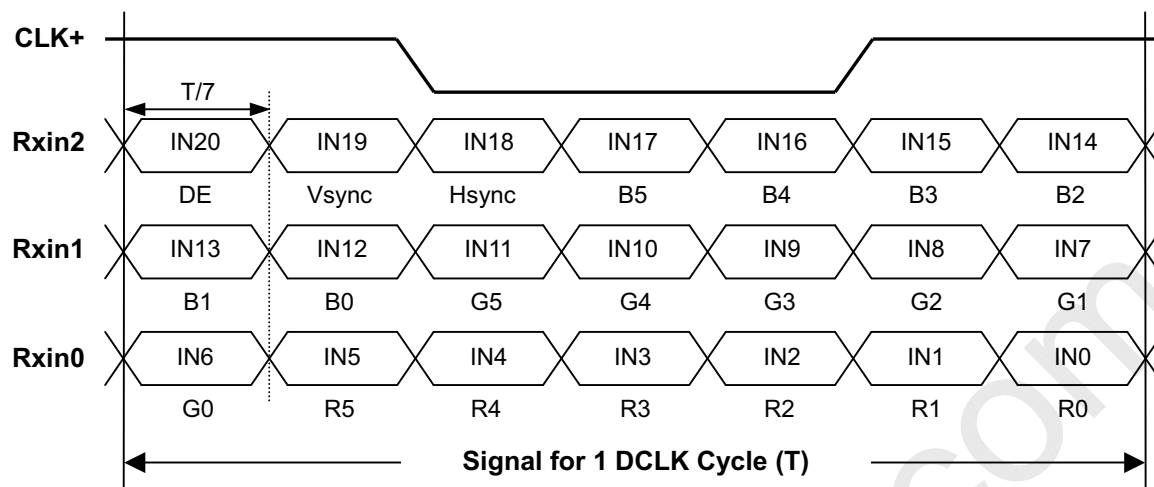 CLK+
T/7
Rxin2 IN20 IN19 IN18 IN17 IN16 IN15 IN14
DE Vsync Hsync B5 B4 B3 B2
Rxin1 IN13 IN12 IN11 IN10 IN9 IN8 IN7
B1 B0 G5 G4 G3 G2 G1
Rxin0 IN6 IN5 IN4 IN3 IN2 IN1 IN0
G0 R5 R4 R3 R2 R1 R0
Signal for 1 DCLK Cycle (T)
com